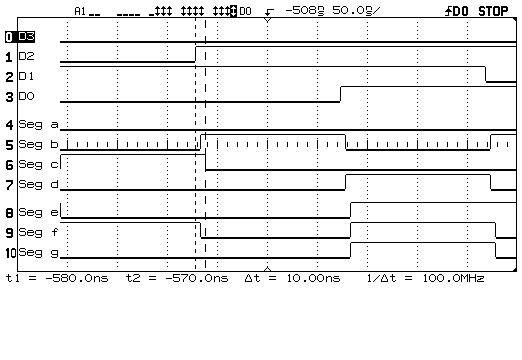 A1 D0 -508 50.0 / D0 STOP
0 D3
1 D2
2 D1
3 D0
4 Seg a
5 Seg b
6 Seg c
7 Seg d
8 Seg e
9 Seg f
10 Seg g
t1 = -580.0ns t2 = -570.0ns Δt = 10.00ns 1/Δt = 100.0MHz